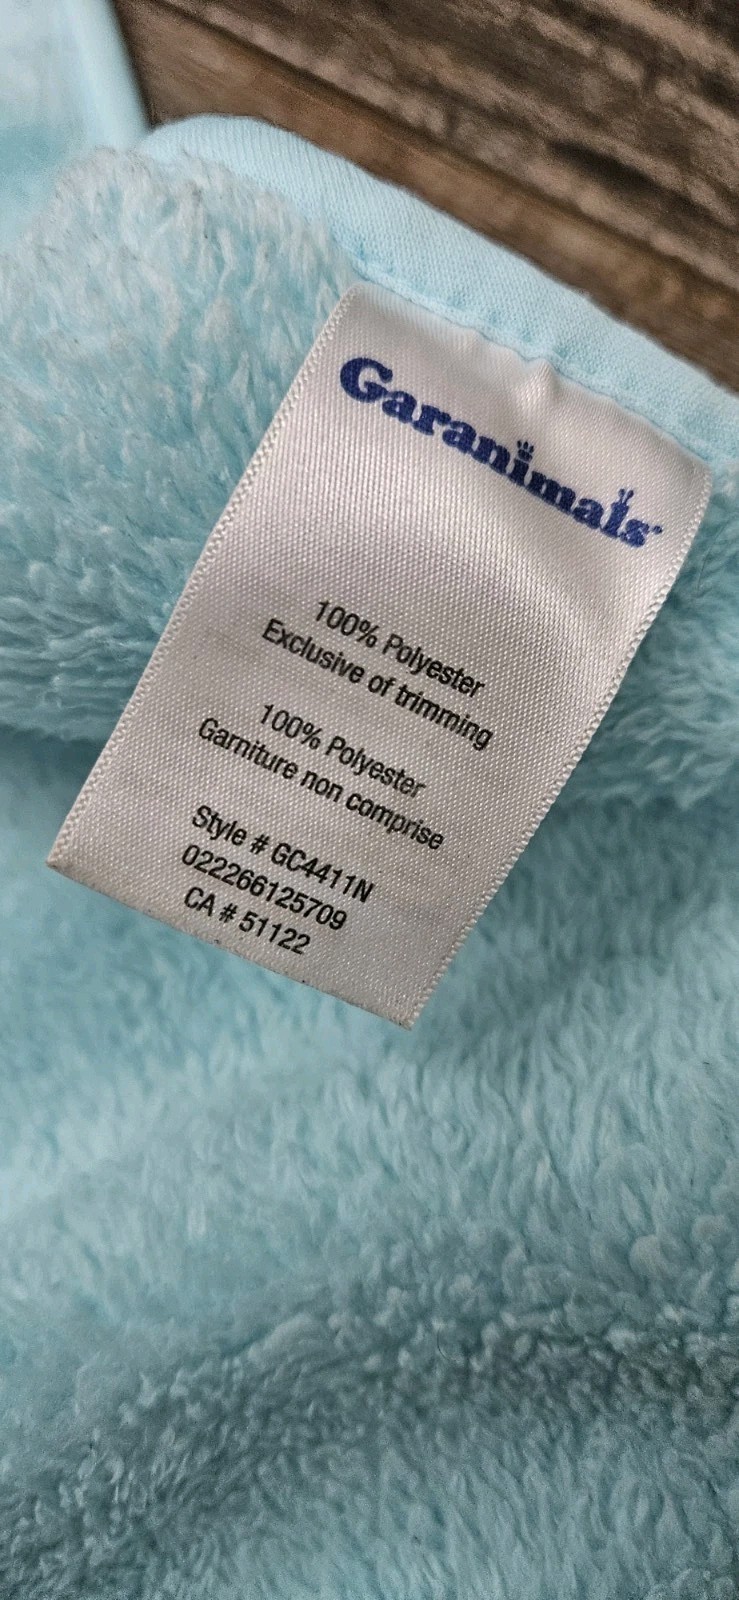 Garanimals
100% Polyester
Exclusive of trimming
100% Polyester
Garniture non comprise
Style # GC4411N
022266125709
CA # 51122